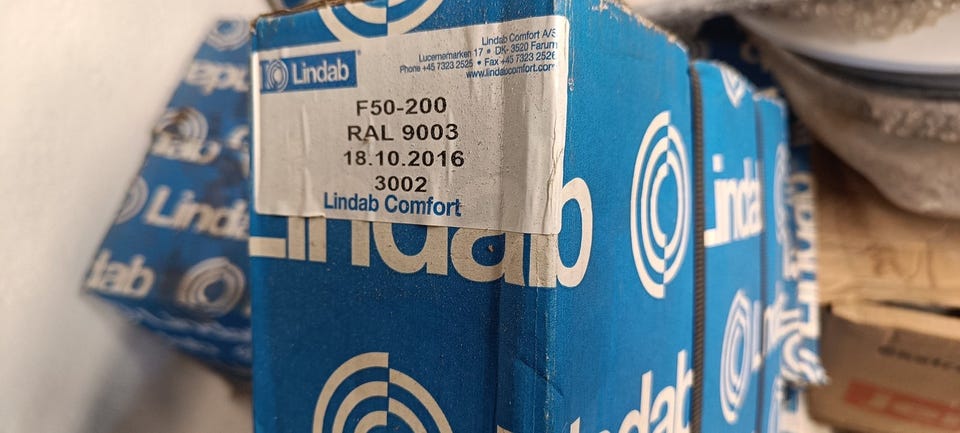 Lindab
Lindab Comfort A/S
Lucernemarken 17 • DK- 3520 Farum
Phone +45 7323 2525 • Fax +45 7323 2526
www.lindabcomfort.com
F50-200
RAL 9003
18.10.2016
3002
Lindab Comfort
Lindab
Lindab
Lindab
Lindab